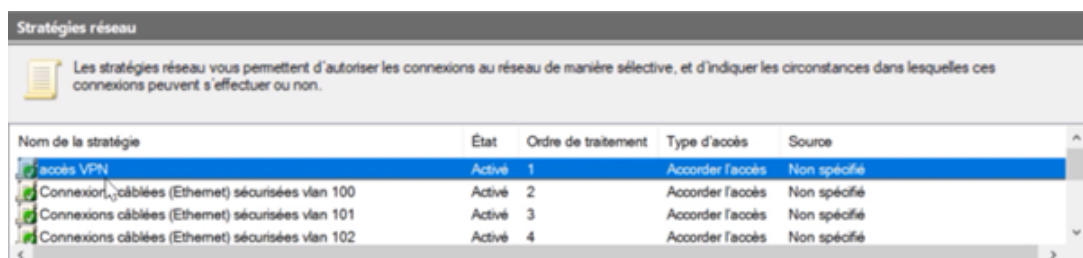 Stratégies réseau
Les stratégies réseau vous permettent d'autoriser les connexions au réseau de manière sélective, et d'indiquer les circonstances dans lesquelles ces
connexions peuvent s'effectuer ou non.
Nom de la stratégie État Ordre de traitement Type d'accès Source
accès VPN Activé 1 Accorder l'accès Non spécifié
Connexions câblées (Ethernet) sécurisées vlan 100 Activé 2 Accorder l'accès Non spécifié
Connexions câblées (Ethernet) sécurisées vlan 101 Activé 3 Accorder l'accès Non spécifié
Connexions câblées (Ethernet) sécurisées vlan 102 Activé 4 Accorder l'accès Non spécifié